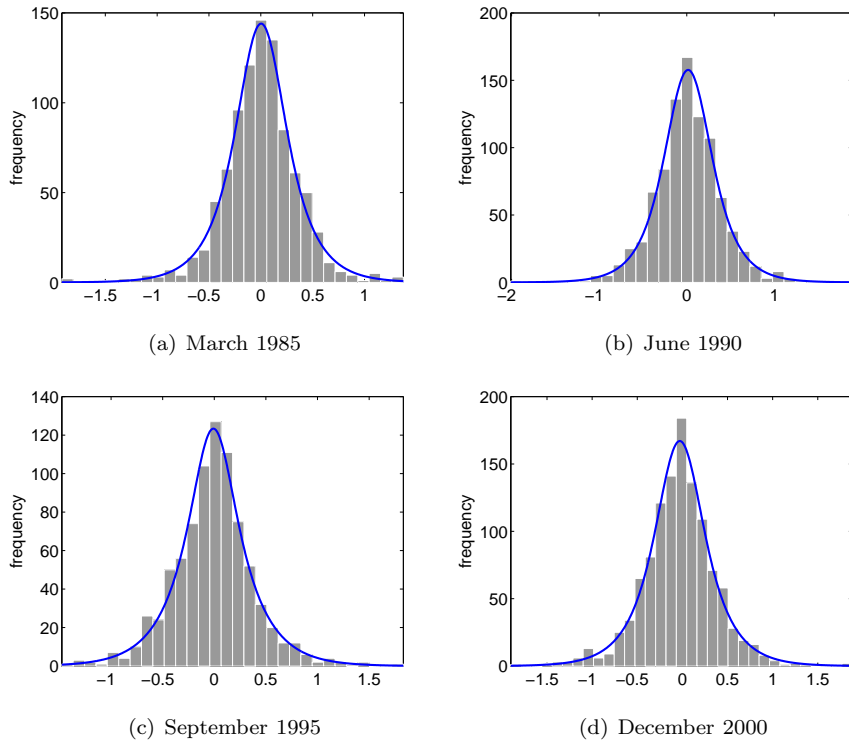 150
100
50
0
frequency
−1.5 −1 −0.5 0 0.5 1
(a) March 1985
200
150
100
50
0
frequency
−2 −1 0 1
(b) June 1990
140
120
100
80
60
40
20
0
frequency
−1 −0.5 0 0.5 1 1.5
(c) September 1995
200
150
100
50
0
frequency
−1.5 −1 −0.5 0 0.5 1 1.5
(d) December 2000